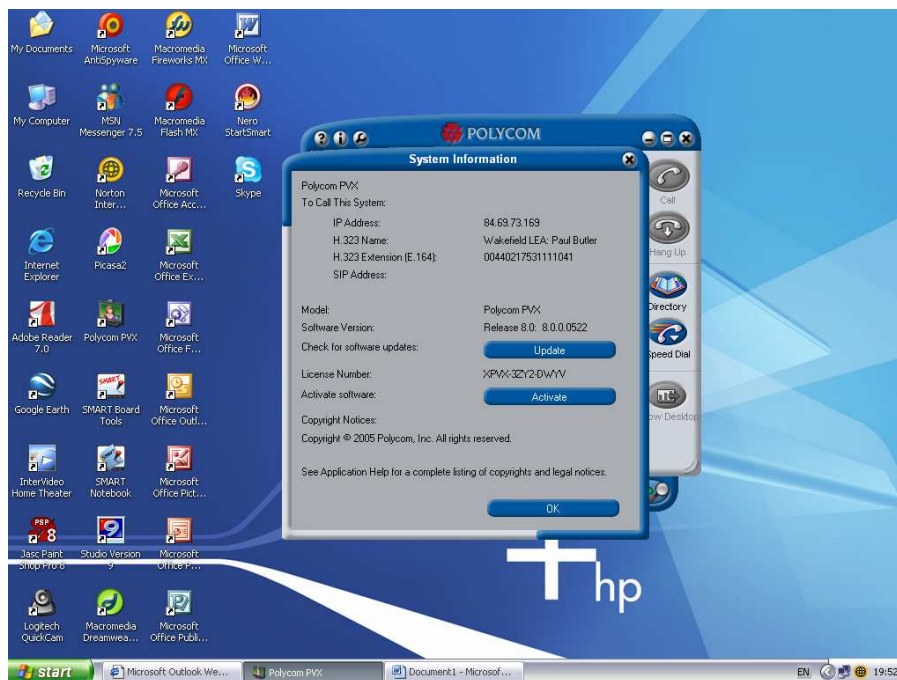 My Documents
Microsoft
AntiSpyware
Macromedia
Fireworks MX
Microsoft
Office W...
My Computer
MSN
Messenger 7.5
Macromedia
Flash MX
Nero
StartSmart
Recycle Bin
Norton
Inter...
Microsoft
Office Acc...
Skype
Internet
Explorer
Picasa2
Microsoft
Office Ex...
Adobe Reader
7.0
Polycom PVX
Microsoft
Office F...
Google Earth
SMART Board
Tools
Microsoft
Office Outl...
InterVideo
Home Theater
SMART
Notebook
Microsoft
Office Pict...
Jasc Paint
Shop Pro 8
Studio Version
9
Microsoft
Office P...
Logitech
QuickCam
Macromedia
Dreamwea...
Microsoft
Office Publi...
POLYCOM
System Information
Polycom PVX
To Call This System:
IP Address: 84.69.73.169
H.323 Name: Wakefield LEA: Paul Butler
H.323 Extension (E.164): 00440217531111041
SIP Address:
Model: Polycom PVX
Software Version: Release 8.0: 8.0.0.0522
Check for software updates: Update
License Number: XPVX-3ZY2-DWYV
Activate software: Activate
Copyright Notices:
Copyright © 2005 Polycom, Inc. All rights reserved.
See Application Help for a complete listing of copyrights and legal notices.
OK
Call
Hang Up
Directory
Speed Dial
ow Desktop
hp
start
Microsoft Outlook We...
Polycom PVX
Document1 - Microsof...
EN
19:52